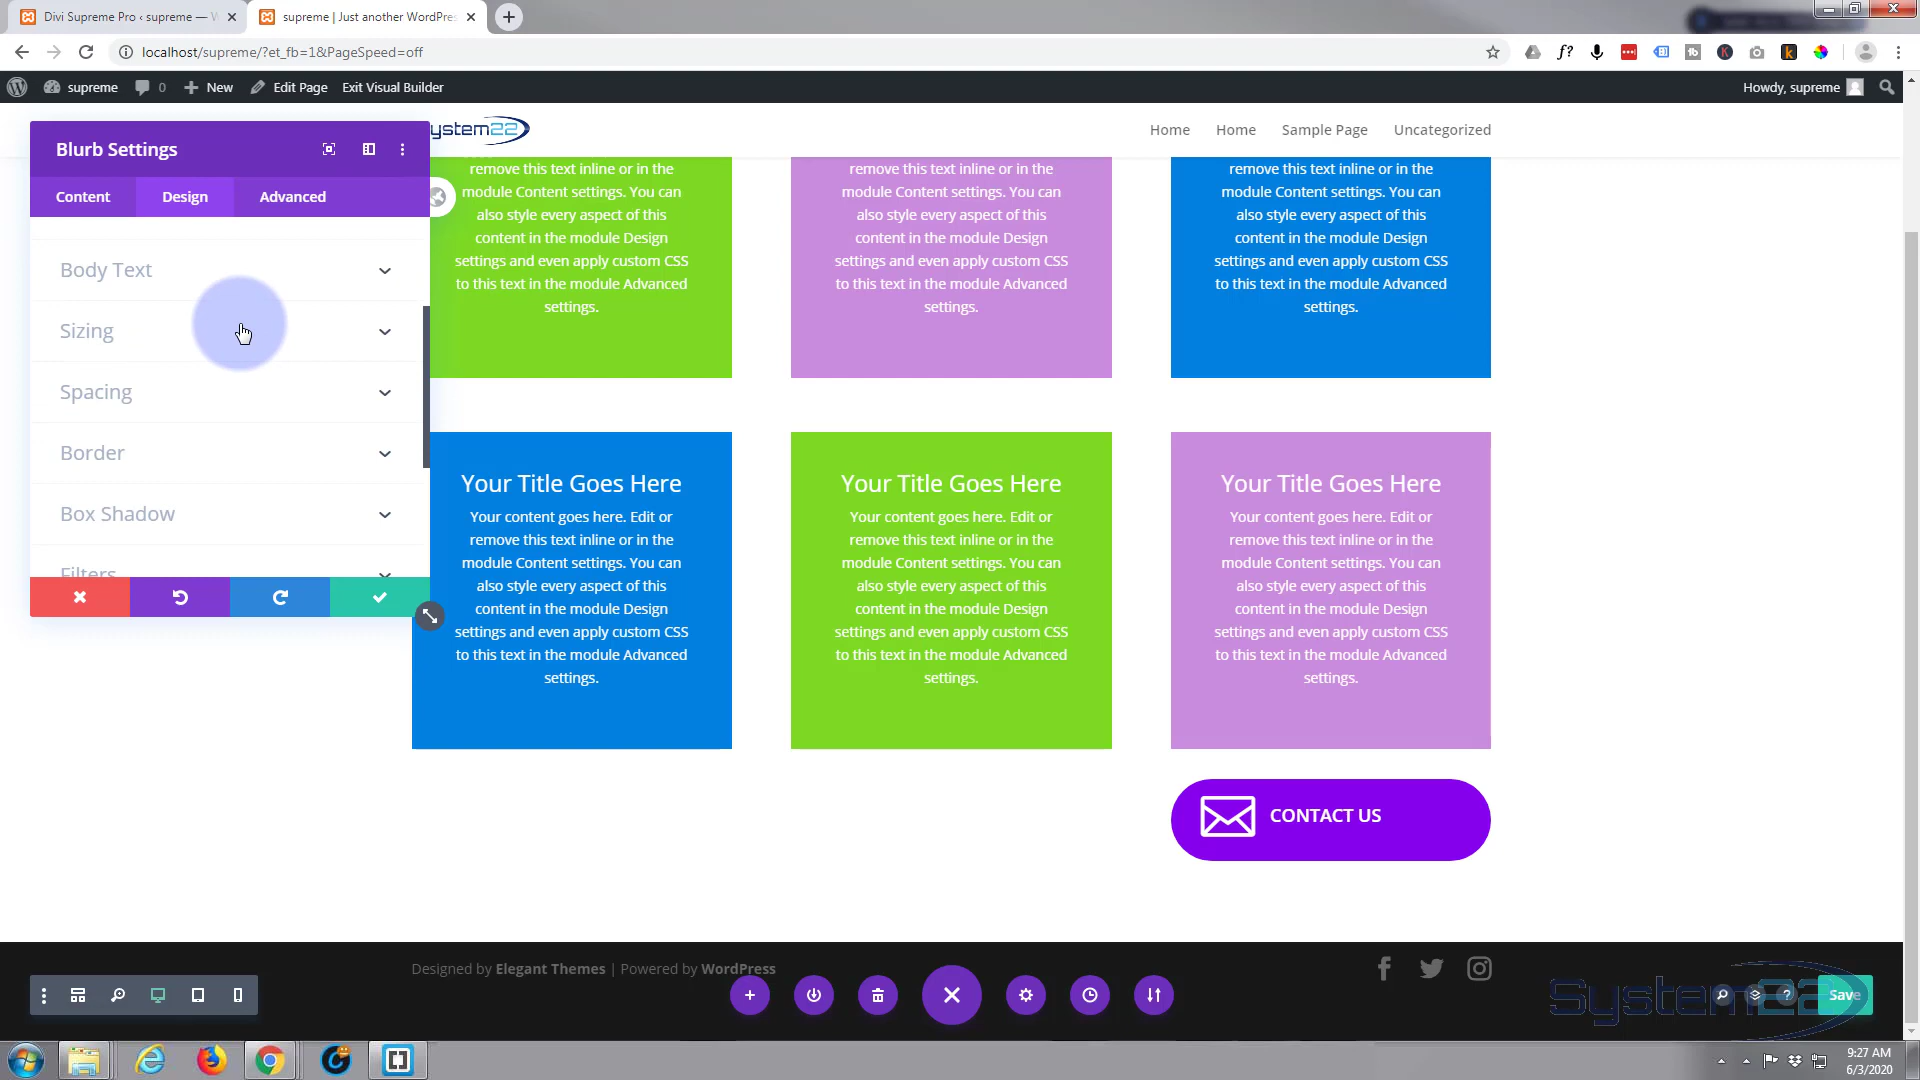 Divi Supreme Pro ‹ supreme — W
supreme | Just another WordPres
localhost/supreme/?et_fb=1&PageSpeed=off
supreme
0
New
Edit Page
Exit Visual Builder
Howdy, supreme
ystem22
Home
Home
Sample Page
Uncategorized
Blurb Settings
Content
Design
Advanced
Body Text
Sizing
Spacing
Border
Box Shadow
Filters
remove this text inline or in the
module Content settings. You can
also style every aspect of this
content in the module Design
settings and even apply custom CSS
to this text in the module Advanced
settings.
remove this text inline or in the
module Content settings. You can
also style every aspect of this
content in the module Design
settings and even apply custom CSS
to this text in the module Advanced
settings.
remove this text inline or in the
module Content settings. You can
also style every aspect of this
content in the module Design
settings and even apply custom CSS
to this text in the module Advanced
settings.
Your Title Goes Here
Your content goes here. Edit or
remove this text inline or in the
module Content settings. You can
also style every aspect of this
content in the module Design
settings and even apply custom CSS
to this text in the module Advanced
settings.
Your Title Goes Here
Your content goes here. Edit or
remove this text inline or in the
module Content settings. You can
also style every aspect of this
content in the module Design
settings and even apply custom CSS
to this text in the module Advanced
settings.
Your Title Goes Here
Your content goes here. Edit or
remove this text inline or in the
module Content settings. You can
also style every aspect of this
content in the module Design
settings and even apply custom CSS
to this text in the module Advanced
settings.
CONTACT US
Designed by Elegant Themes | Powered by WordPress
System22
Save
9:27 AM
6/3/2020